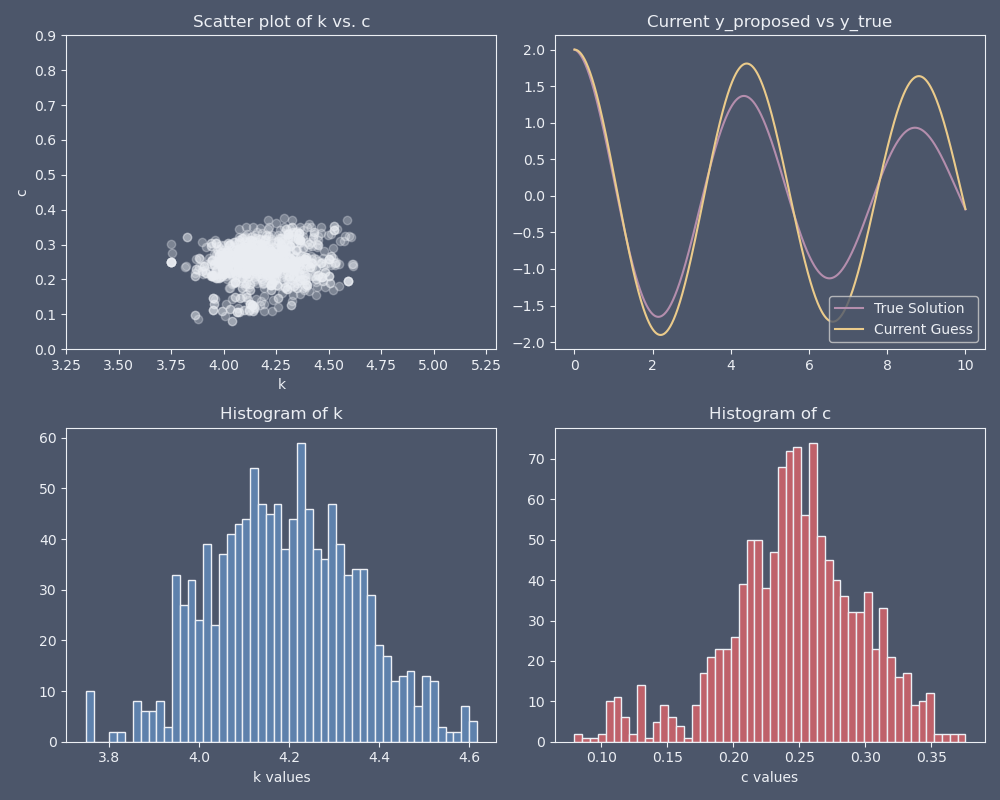 Scatter plot of k vs. c
0.9
0.8
0.7
0.6
0.5
0.4
0.3
0.2
0.1
0.0
c
3.25 3.50 3.75 4.00 4.25 4.50 4.75 5.00 5.25
k
Current y_proposed vs y_true
2.0
1.5
1.0
0.5
0.0
−0.5
−1.0
−1.5
−2.0
True Solution
Current Guess
0 2 4 6 8 10
Histogram of k
60
50
40
30
20
10
0
3.8 4.0 4.2 4.4 4.6
k values
Histogram of c
70
60
50
40
30
20
10
0
0.10 0.15 0.20 0.25 0.30 0.35
c values